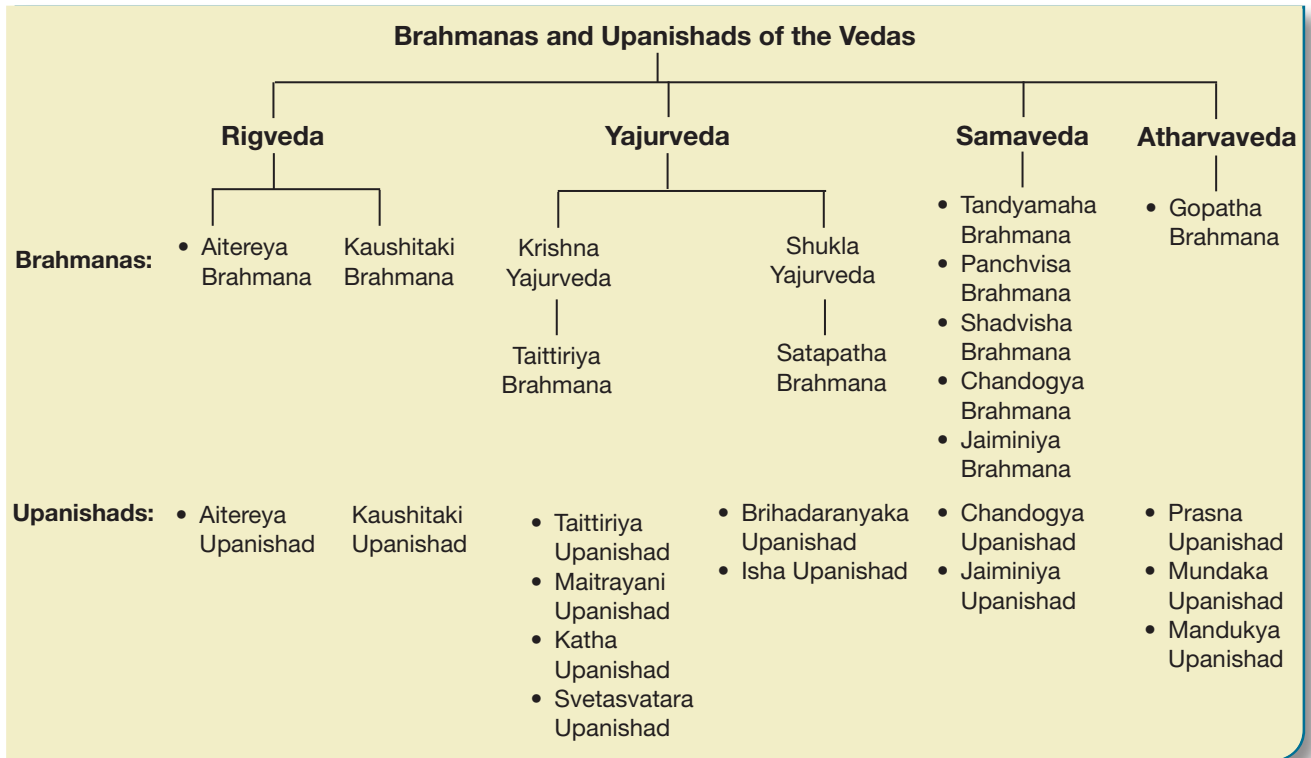 Brahmanas and Upanishads of the Vedas
Rigveda
Yajurveda
Samaveda
Atharvaveda
Brahmanas:
• Aitereya
Brahmana
Kaushitaki
Brahmana
Krishna
Yajurveda
Taittiriya
Brahmana
Shukla
Yajurveda
Satapatha
Brahmana
• Tandyamaha
Brahmana
• Panchvisa
Brahmana
• Shadvisha
Brahmana
• Chandogya
Brahmana
• Jaiminiya
Brahmana
• Gopatha
Brahmana
Upanishads:
• Aitereya
Upanishad
Kaushitaki
Upanishad
• Taittiriya
Upanishad
• Maitrayani
Upanishad
• Katha
Upanishad
• Svetasvatara
Upanishad
• Brihadaranyaka
Upanishad
• Isha Upanishad
• Chandogya
Upanishad
• Jaiminiya
Upanishad
• Prasna
Upanishad
• Mundaka
Upanishad
• Mandukya
Upanishad